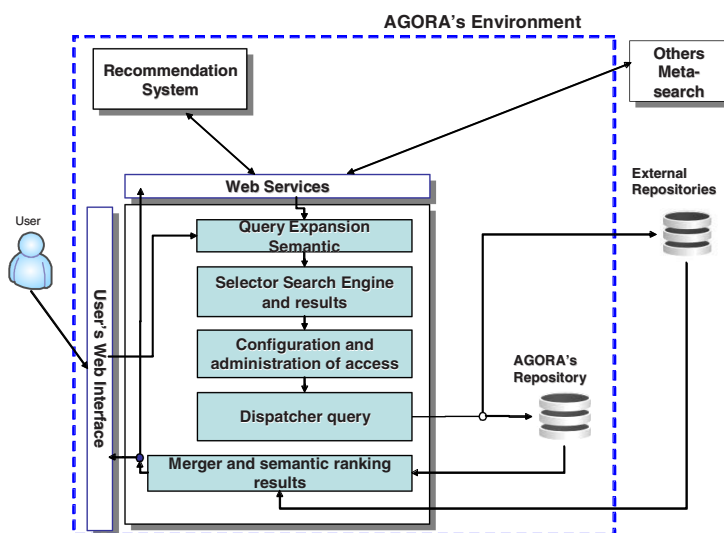 AGORA's Environment
Recommendation
System
Others
Meta-
search
Web Services
External
Repositories
User
User's Web Interface
Query Expansion
Semantic
Selector Search Engine
and results
Configuration and
administration of access
AGORA's
Repository
Dispatcher query
Merger and semantic ranking
results